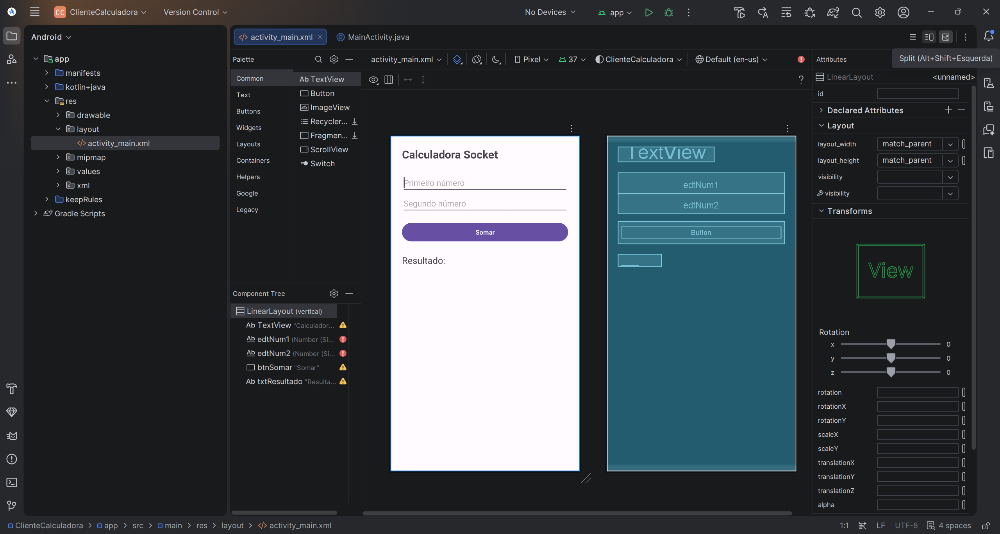 CC ClienteCalculadora Version Control No Devices app
Android
app
manifests
kotlin+java
res
drawable
layout
activity_main.xml
mipmap
values
xml
keepRules
Gradle Scripts
activity_main.xml MainActivity.java
Palette
Common
Text
Buttons
Widgets
Layouts
Containers
Helpers
Google
Legacy
Ab TextView
Button
ImageView
Recycler...
Fragmen...
ScrollView
Switch
activity_main.xml Pixel 37 ClienteCalculadora Default (en-us)
Component Tree
LinearLayout (vertical)
Ab TextView "Calculador...
Ab edtNum1 (Number (Si...
Ab edtNum2 (Number (Si...
btnSomar "Somar"
Ab txtResultado "Resulta...
Calculadora Socket
Primeiro número
Segundo número
Somar
Resultado:
TextView
edtNum1
edtNum2
Button
Attributes
Split (Alt+Shift+Esquerda)
LinearLayout <unnamed>
id
Declared Attributes
Layout
layout_width match_parent
layout_height match_parent
visibility
visibility
Transforms
View
Rotation
x 0
y 0
z 0
rotation
rotationX
rotationY
scaleX
scaleY
translationX
translationY
translationZ
alpha
ClienteCalculadora > app > src > main > res > layout > activity_main.xml
1:1 LF UTF-8 4 spaces